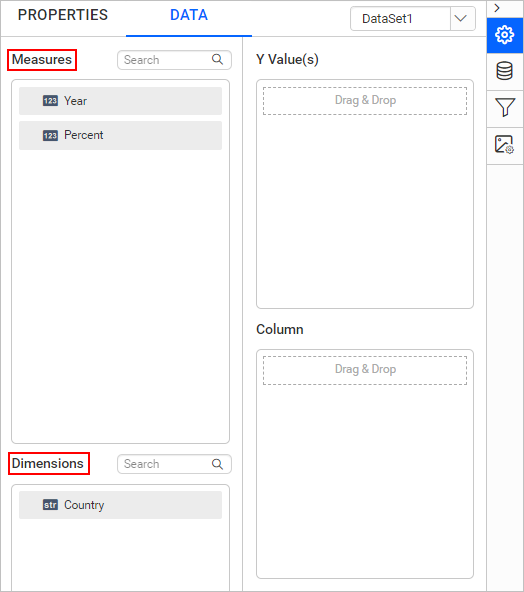 PROPERTIES
DATA
DataSet1
Measures
Search
123 Year
123 Percent
Dimensions
Search
str Country
Y Value(s)
Drag & Drop
Column
Drag & Drop